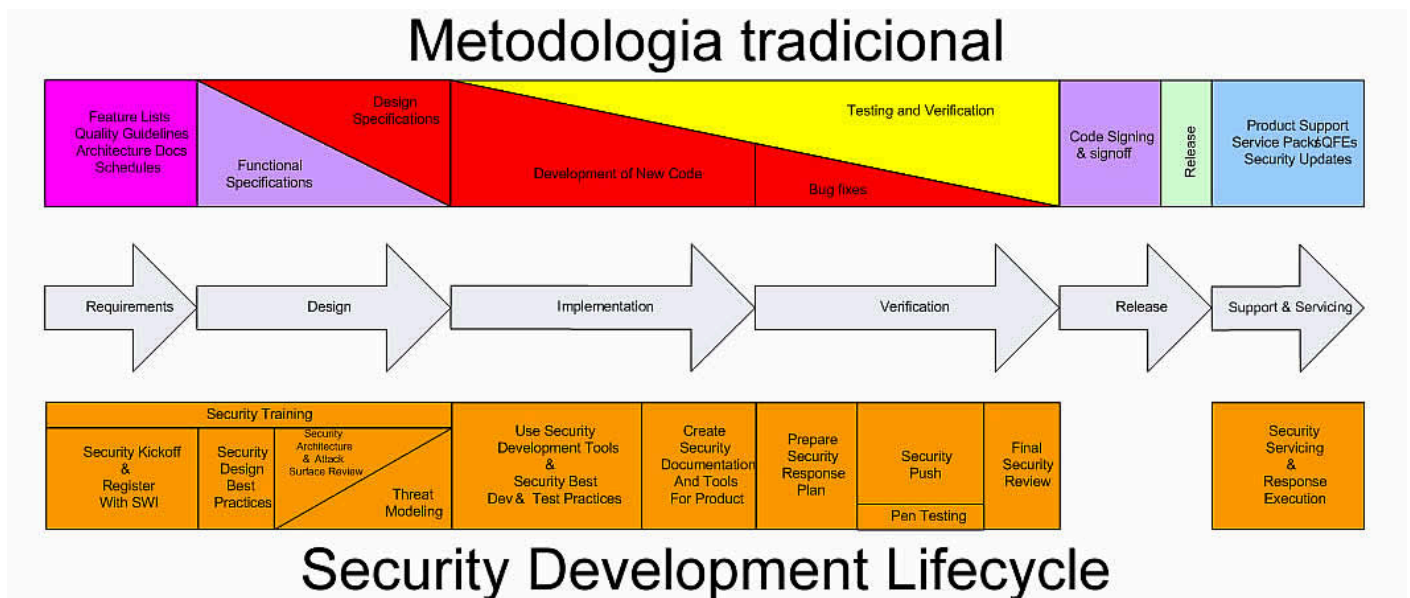 Metodologia tradicional
Feature Lists
Quality Guidelines
Architecture Docs
Schedules
Functional
Specifications
Design
Specifications
Development of New Code
Testing and Verification
Bug fixes
Code Signing
& signoff
Release
Product Support
Service Packs/QFEs
Security Updates
Requirements
Design
Implementation
Verification
Release
Support & Servicing
Security Training
Security Kickoff
&
Register
With SWI
Security
Design
Best
Practices
Security
Architecture
& Attack
Surface Review
Threat
Modeling
Use Security
Development Tools
&
Security Best
Dev & Test Practices
Create
Security
Documentation
And Tools
For Product
Prepare
Security
Response
Plan
Security
Push
Pen Testing
Final
Security
Review
Security
Servicing
&
Response
Execution
Security Development Lifecycle